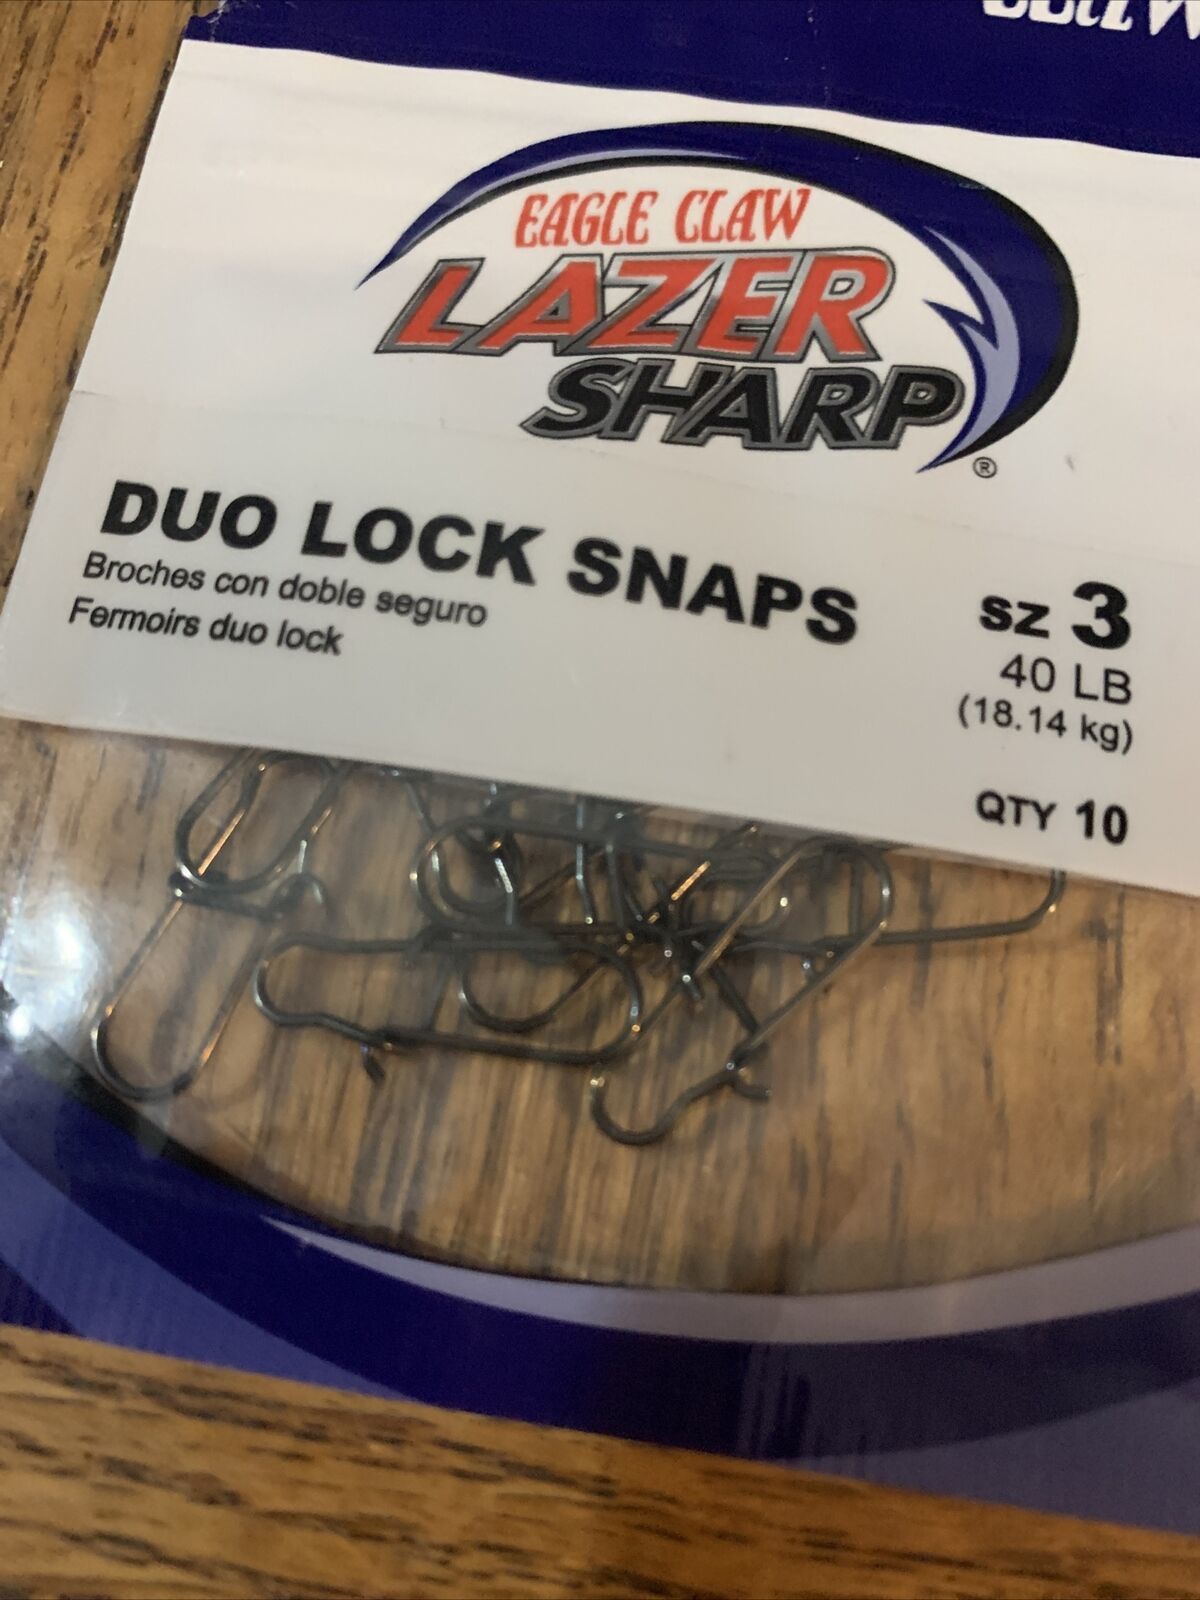 EAGLE CLAW
LAZER
SHARP
®
DUO LOCK SNAPS
Broches con doble seguro
Fermoirs duo lock
sz 3
40 LB
(18.14 kg)
QTY 10